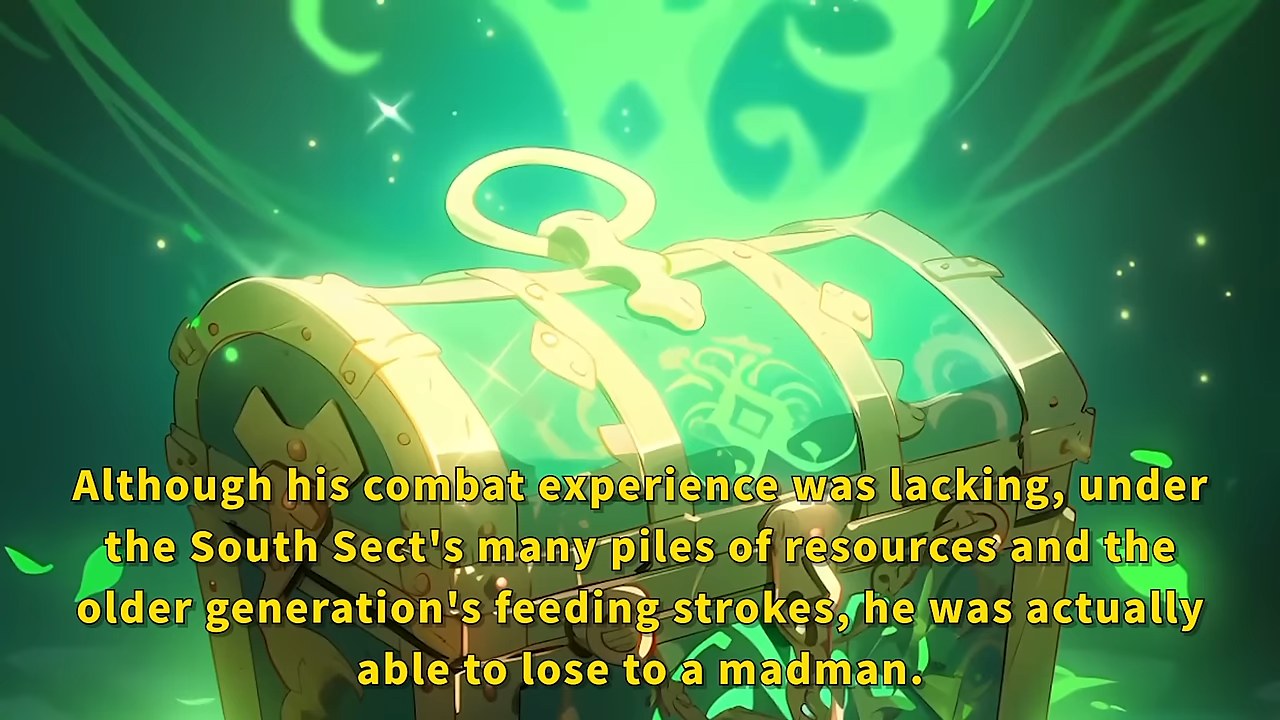 Although his combat experience was lacking, under
the South Sect's many piles of resources and the
older generation's feeding strokes, he was actually
able to lose to a madman.